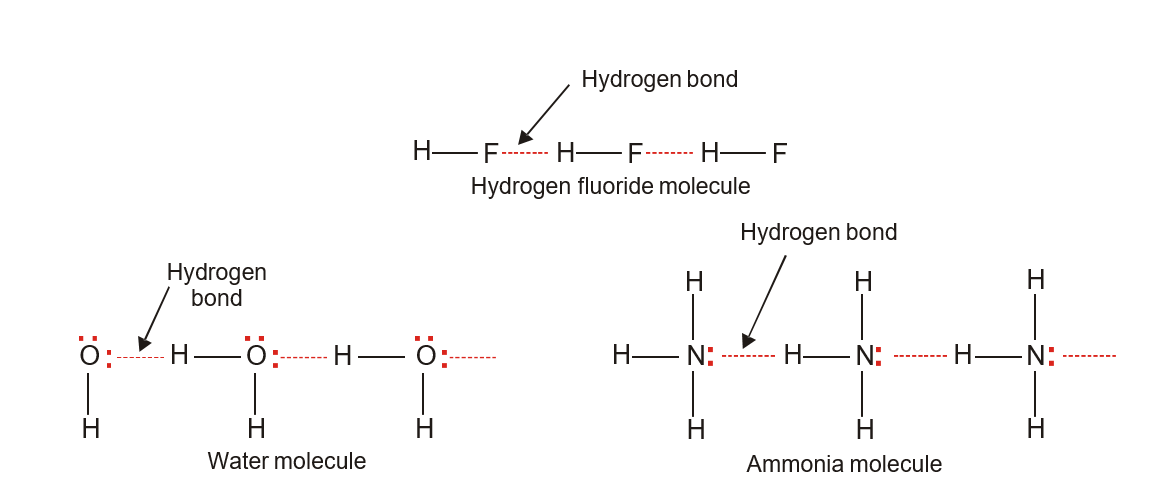 Hydrogen bond
H F H F H F
Hydrogen fluoride molecule
Hydrogen bond
Hydrogen
bond
H H H
O: H O: H O:
H H H
Water molecule
H N: H N: H N:
H H H
Ammonia molecule